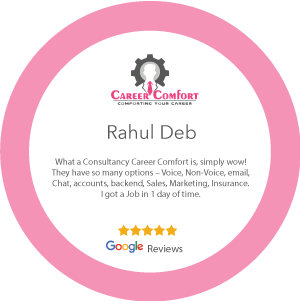 CAREER COMFORT
COMFORTING YOUR CAREER
Rahul Deb
What a Consultancy Career Comfort is, simply wow!
They have so many options – Voice, Non-Voice, email,
Chat, accounts, backend, Sales, Marketing, Insurance.
I got a Job in 1 day of time.
Google Reviews